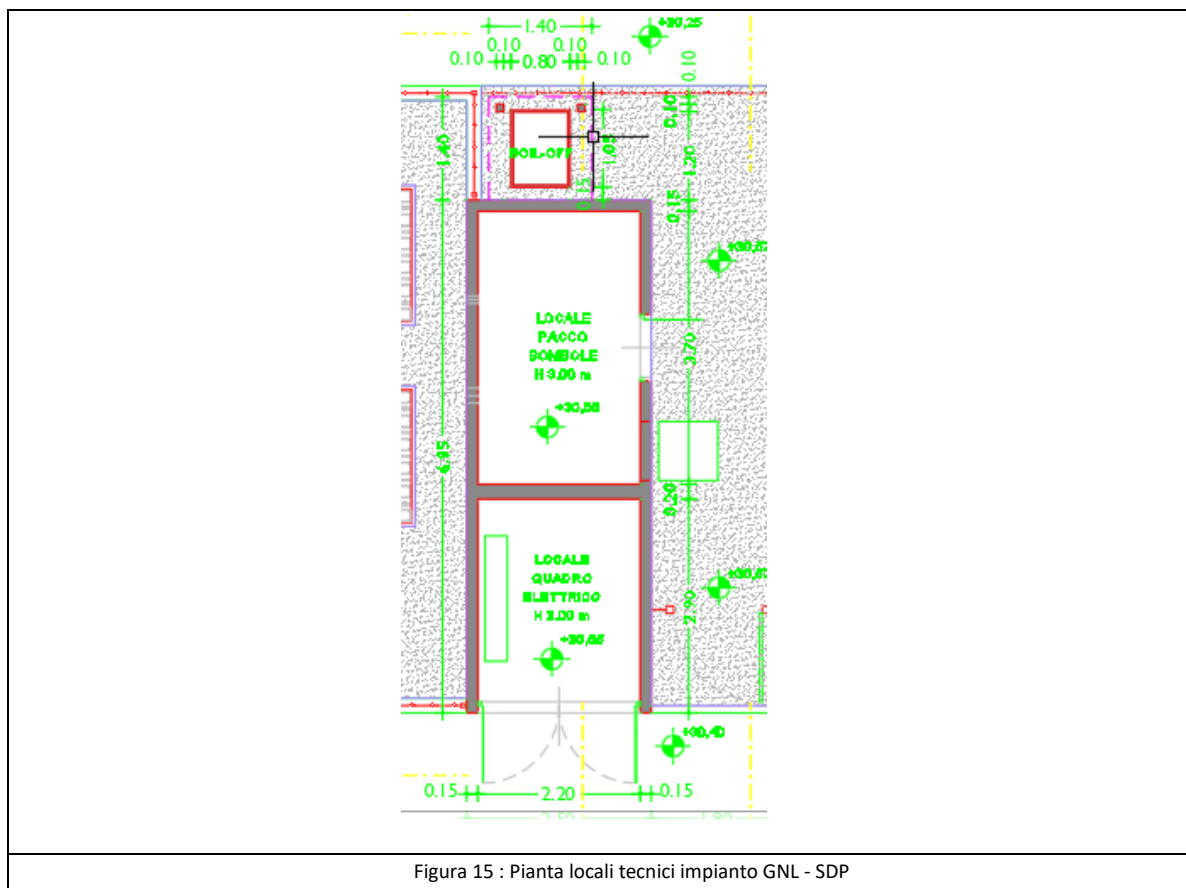 1.40
+30,25
0.10 0.10
0.10 0.80 0.10
0.10
0.10
1.40
BOIL-OFF
1.05
1.20
0.15
0.15
LOCALE
PACCO
BOMBOLE
H 3.00 m
3.70
+30,55
6.95
0.20
LOCALE
QUADRO
ELETTRICO
H 3.00 m
2.90
+30,55
+30,40
0.15 2.20 0.15
Figura 15 : Pianta locali tecnici impianto GNL - SDP